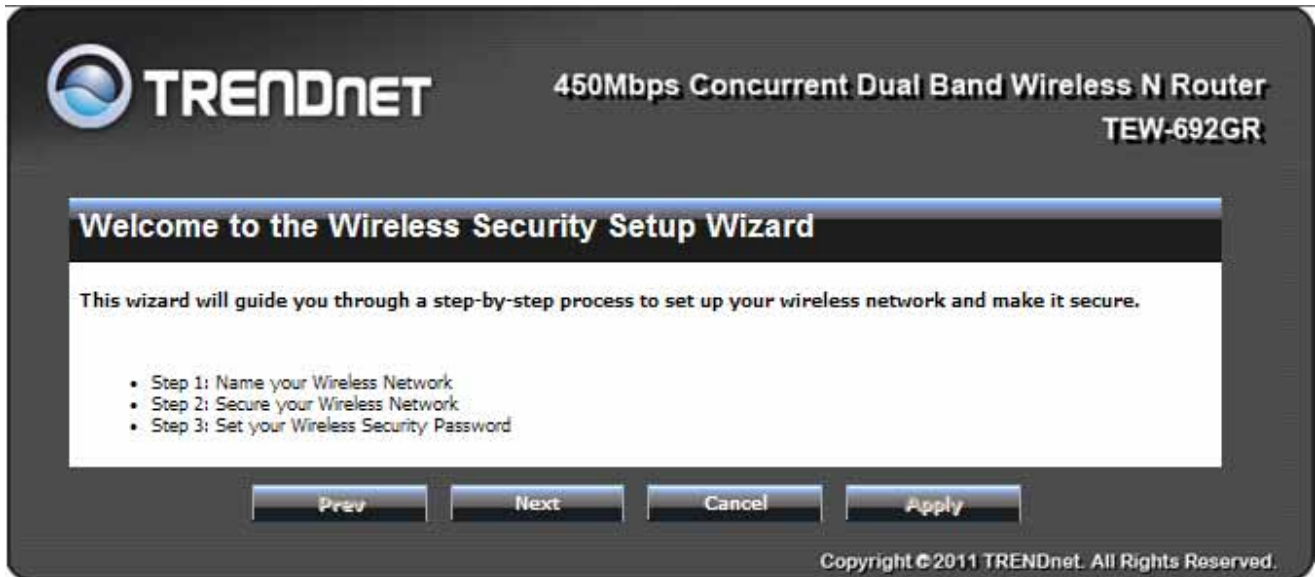 TRENDNET
450Mbps Concurrent Dual Band Wireless N Router
TEW-692GR
Welcome to the Wireless Security Setup Wizard
This wizard will guide you through a step-by-step process to set up your wireless network and make it secure.
• Step 1: Name your Wireless Network
• Step 2: Secure your Wireless Network
• Step 3: Set your Wireless Security Password
Prev Next Cancel Apply
Copyright © 2011 TRENDnet. All Rights Reserved.